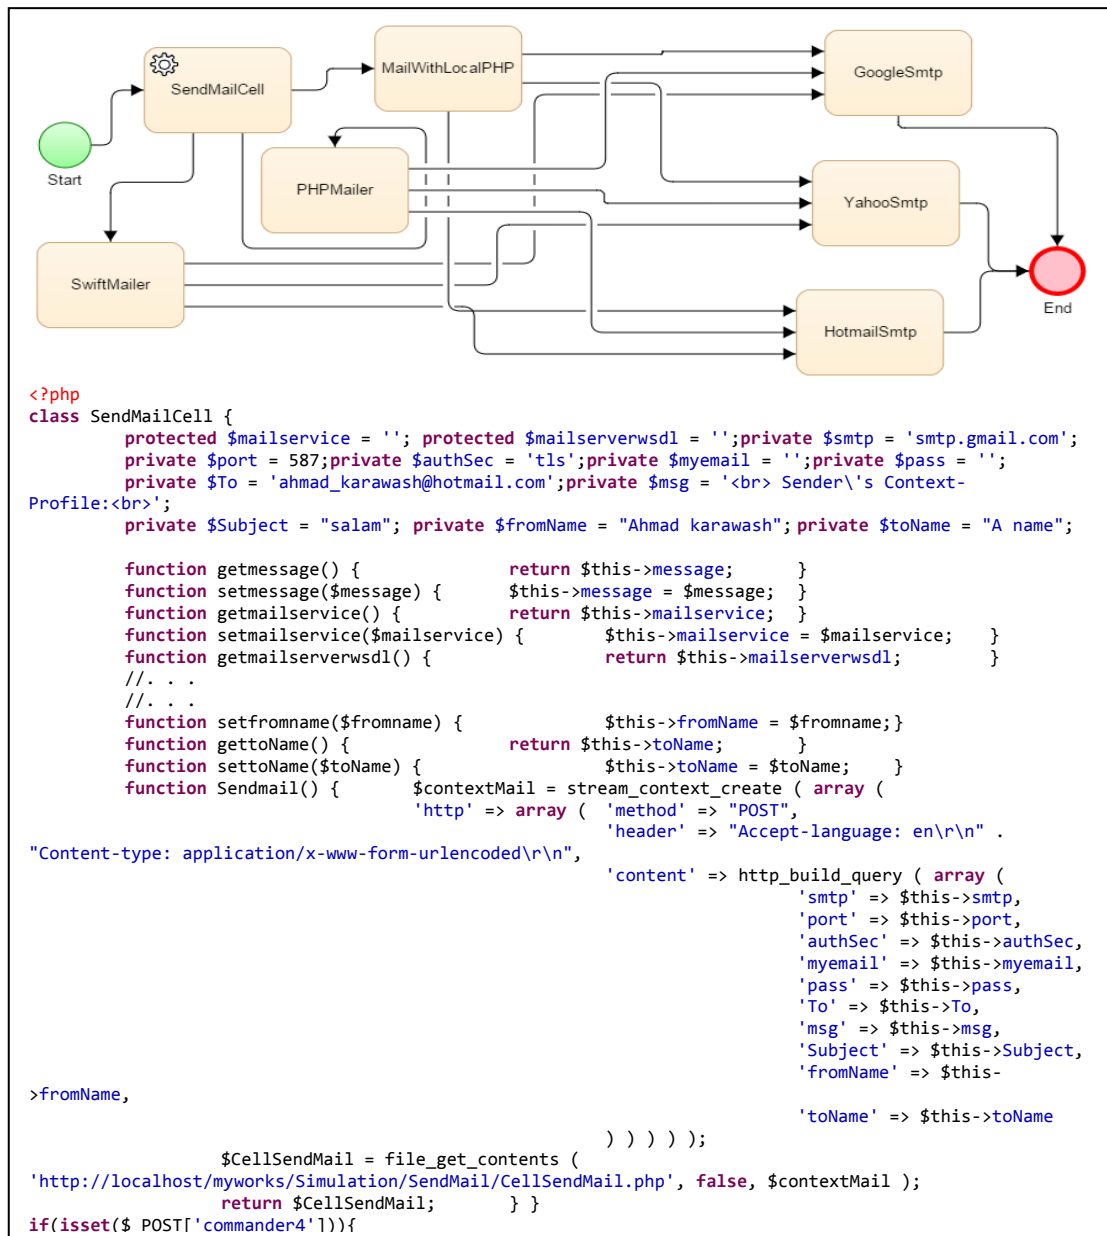 SendMailCell
MailWithLocalPHP
GoogleSmtp
Start
PHPMailer
YahooSmtp
SwiftMailer
End
HotmailSmtp
<?php
class SendMailCell {
protected $mailservice = ''; protected $mailserverwsdl = '';private $smtp = 'smtp.gmail.com';
private $port = 587;private $authSec = 'tls';private $myemail = '';private $pass = '';
private $To = 'ahmad_karawash@hotmail.com';private $msg = '<br> Sender\'s Context-
Profile:<br>';
private $Subject = "salam"; private $fromName = "Ahmad karawash"; private $toName = "A name";
function getmessage() { return $this->message; }
function setmessage($message) { $this->message = $message; }
function getmailservice() { return $this->mailservice; }
function setmailservice($mailservice) { $this->mailservice = $mailservice; }
function getmailserverwsdl() { return $this->mailserverwsdl; }
//. . .
//. . .
function setfromname($fromname) { $this->fromName = $fromname;}
function gettoName() { return $this->toName; }
function settoName($toName) { $this->toName = $toName; }
function Sendmail() { $contextMail = stream_context_create ( array (
'http' => array ( 'method' => "POST",
'header' => "Accept-language: en\r\n" .
"Content-type: application/x-www-form-urlencoded\r\n",
'content' => http_build_query ( array (
'smtp' => $this->smtp,
'port' => $this->port,
'authSec' => $this->authSec,
'myemail' => $this->myemail,
'pass' => $this->pass,
'To' => $this->To,
'msg' => $this->msg,
'Subject' => $this->Subject,
'fromName' => $this-
>fromName,
'toName' => $this->toName
) ) ) ) );
$CellSendMail = file_get_contents (
'http://localhost/myworks/Simulation/SendMail/CellSendMail.php', false, $contextMail );
return $CellSendMail; } }
if(isset($_POST['commander4'])){